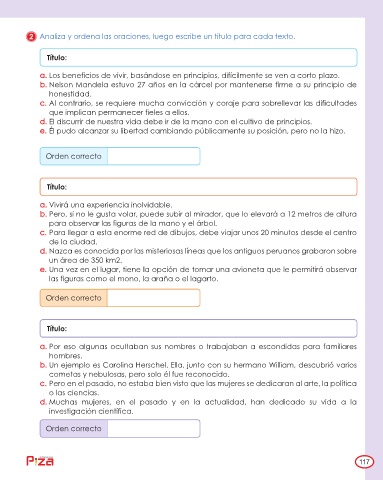 2 Analiza y ordena las oraciones, luego escribe un título para cada texto.
Título:
a. Los beneficios de vivir, basándose en principios, difícilmente se ven a corto plazo.
b. Nelson Mandela estuvo 27 años en la cárcel por mantenerse firme a su principio de
honestidad.
c. Al contrario, se requiere mucha convicción y coraje para sobrellevar las dificultades
que implican permanecer fieles a ellos.
d. El discurrir de nuestra vida debe ir de la mano con el cultivo de principios.
e. Él pudo alcanzar su libertad cambiando públicamente su posición, pero no la hizo.
Orden correcto
Título:
a. Vivirá una experiencia inolvidable.
b. Pero, si no le gusta volar, puede subir al mirador, que lo elevará a 12 metros de altura
para observar las figuras de la mano y el árbol.
c. Para llegar a esta enorme red de dibujos, debe viajar unos 20 minutos desde el centro
de la ciudad.
d. Nazca es conocida por las misteriosas líneas que los antiguos peruanos grabaron sobre
un área de 350 km2.
e. Una vez en el lugar, tiene la opción de tomar una avioneta que le permitirá observar
las figuras como el mono, la araña o el lagarto.
Orden correcto
Título:
a. Por eso algunas ocultaban sus nombres o trabajaban a escondidas para familiares
hombres.
b. Un ejemplo es Carolina Herschel. Ella, junto con su hermano William, descubrió varios
cometas y nebulosas, pero solo él fue reconocido.
c. Pero en el pasado, no estaba bien visto que las mujeres se dedicaran al arte, la política
o las ciencias.
d. Muchas mujeres, en el pasado y en la actualidad, han dedicado su vida a la
investigación científica.
Orden correcto
Piza
117